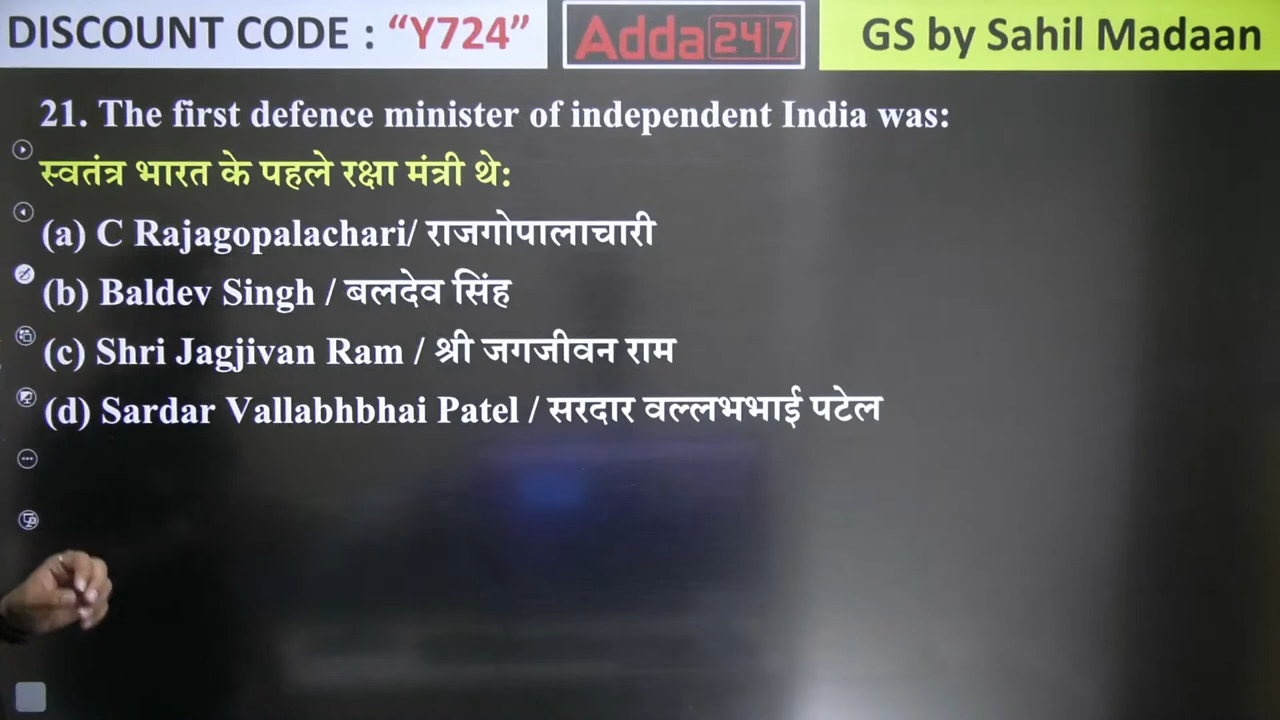 DISCOUNT CODE : “Y724”
Adda247
GS by Sahil Madaan
21. The first defence minister of independent India was:
स्वतंत्र भारत के पहले रक्षा मंत्री थे:
(a) C Rajagopalachari/ राजगोपालाचारी
(b) Baldev Singh / बलदेव सिंह
(c) Shri Jagjivan Ram / श्री जगजीवन राम
(d) Sardar Vallabhbhai Patel / सरदार वल्लभभाई पटेल